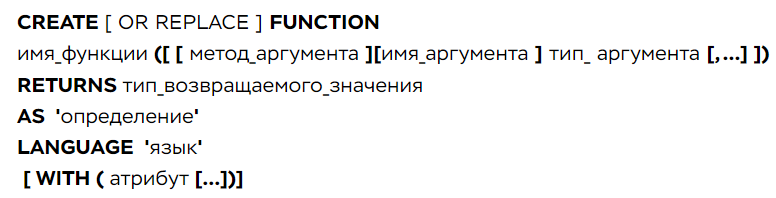 CREATE [ OR REPLACE ] FUNCTION
имя_функции ([ [ метод_аргумента ][имя_аргумента ] тип_ аргумента [, ...] ])
RETURNS тип_возвращаемого_значения
AS 'определение'
LANGUAGE 'язык'
[ WITH ( атрибут [...])]